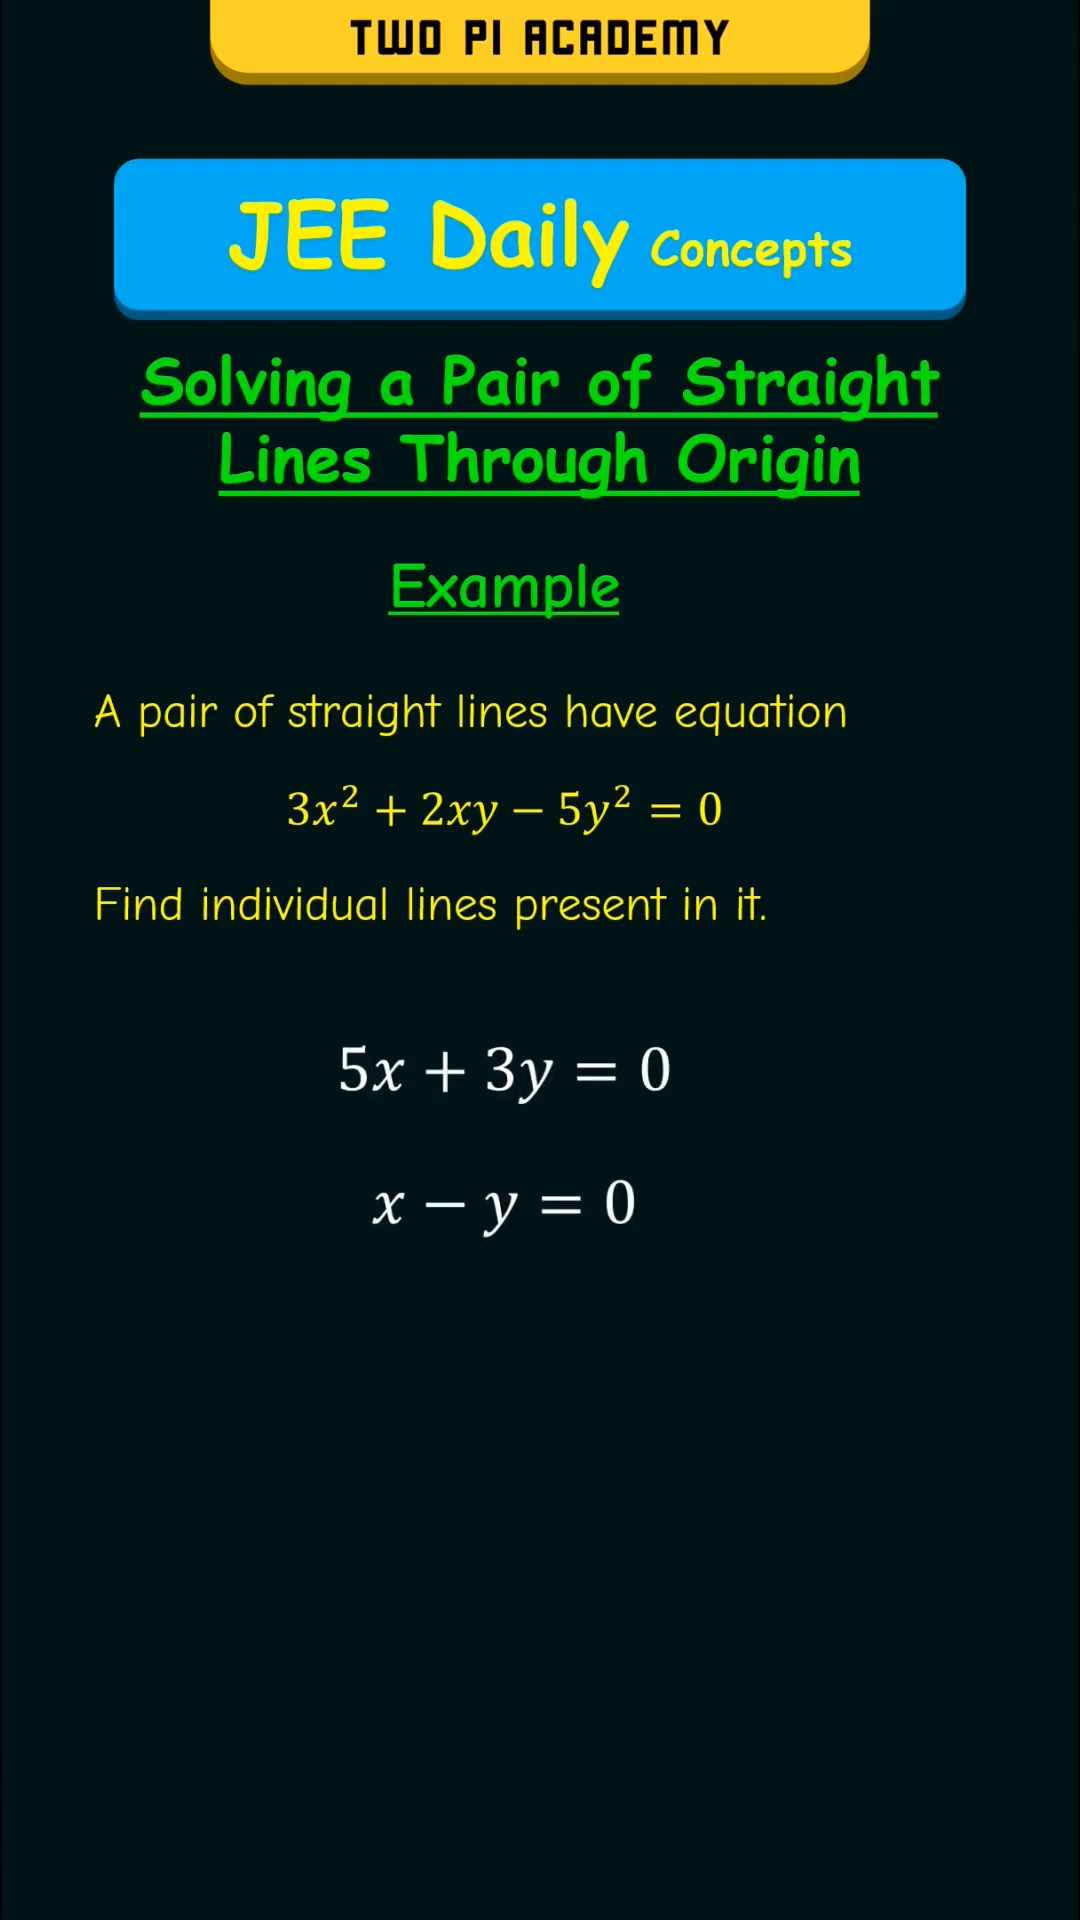 TWO PI ACADEMY
JEE Daily Concepts
Solving a Pair of Straight
Lines Through Origin
Example
A pair of straight lines have equation
3x² + 2xy − 5y² = 0
Find individual lines present in it.
5x + 3y = 0
x − y = 0